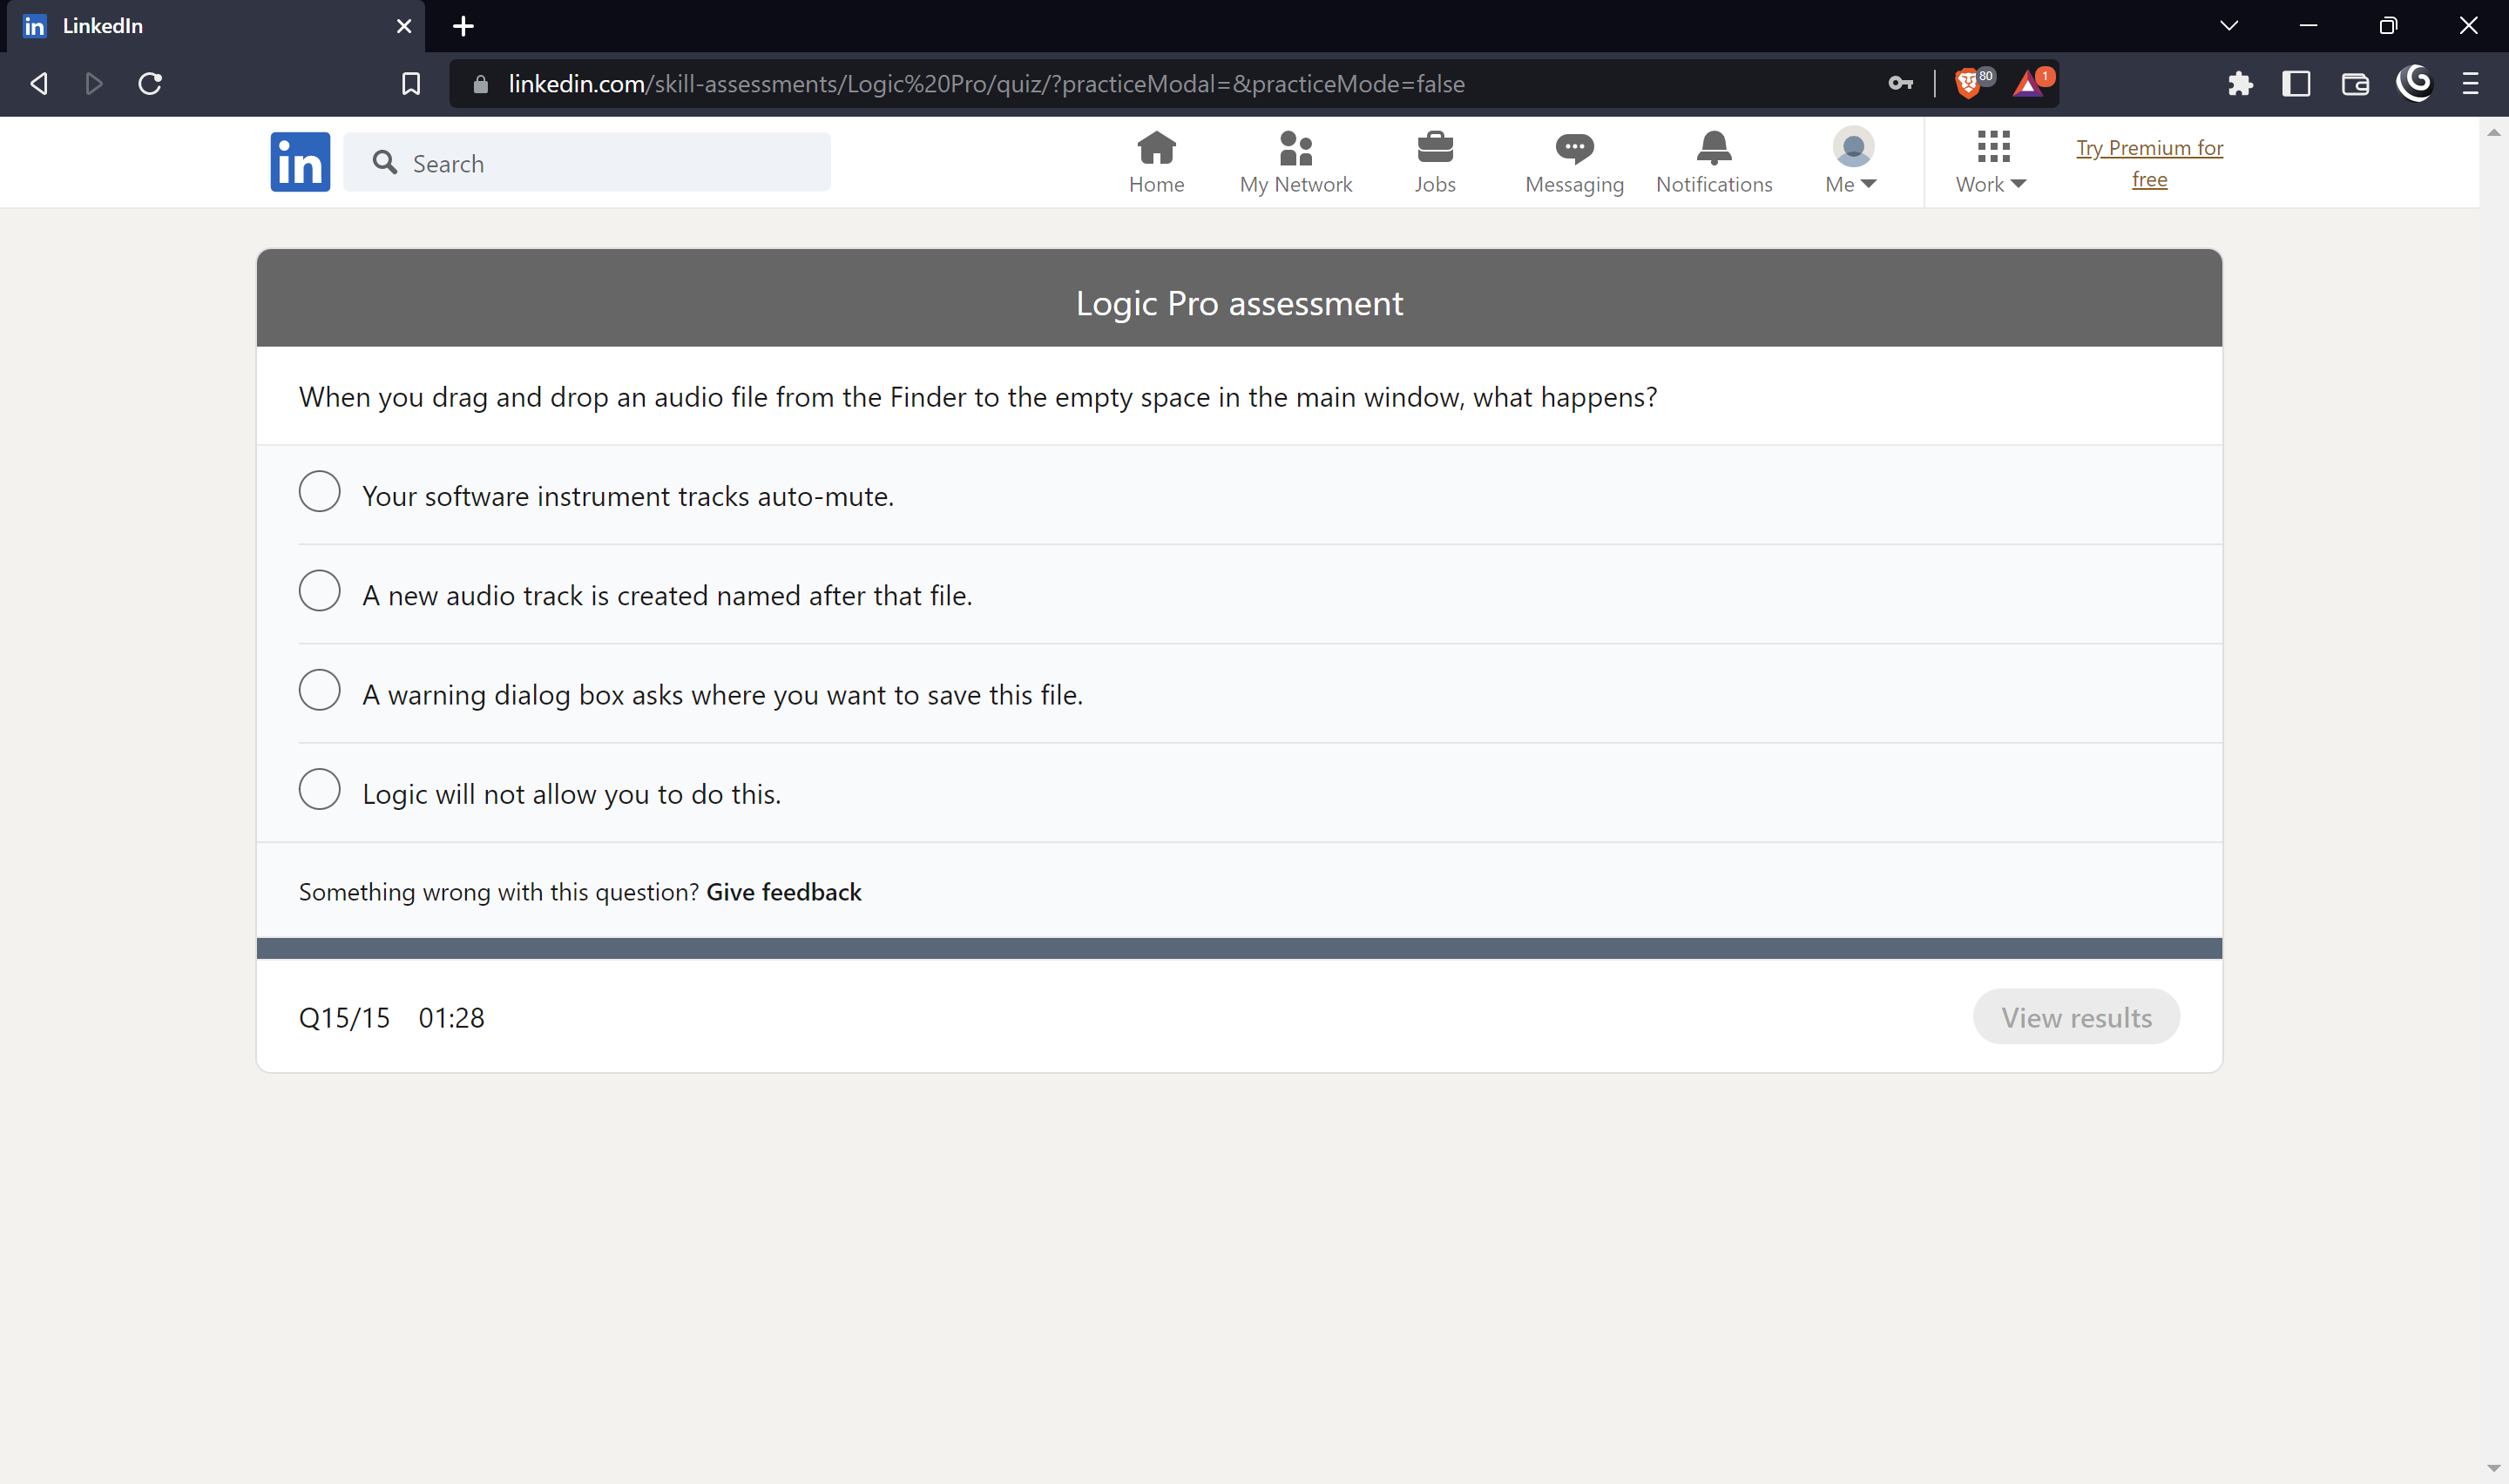 LinkedIn
linkedin.com/skill-assessments/Logic%20Pro/quiz/?practiceModal=&practiceMode=false
80
1
in
Search
Home
My Network
Jobs
Messaging
Notifications
Me
Work
Try Premium for
free
Logic Pro assessment
When you drag and drop an audio file from the Finder to the empty space in the main window, what happens?
Your software instrument tracks auto-mute.
A new audio track is created named after that file.
A warning dialog box asks where you want to save this file.
Logic will not allow you to do this.
Something wrong with this question? Give feedback
Q15/15 01:28
View results